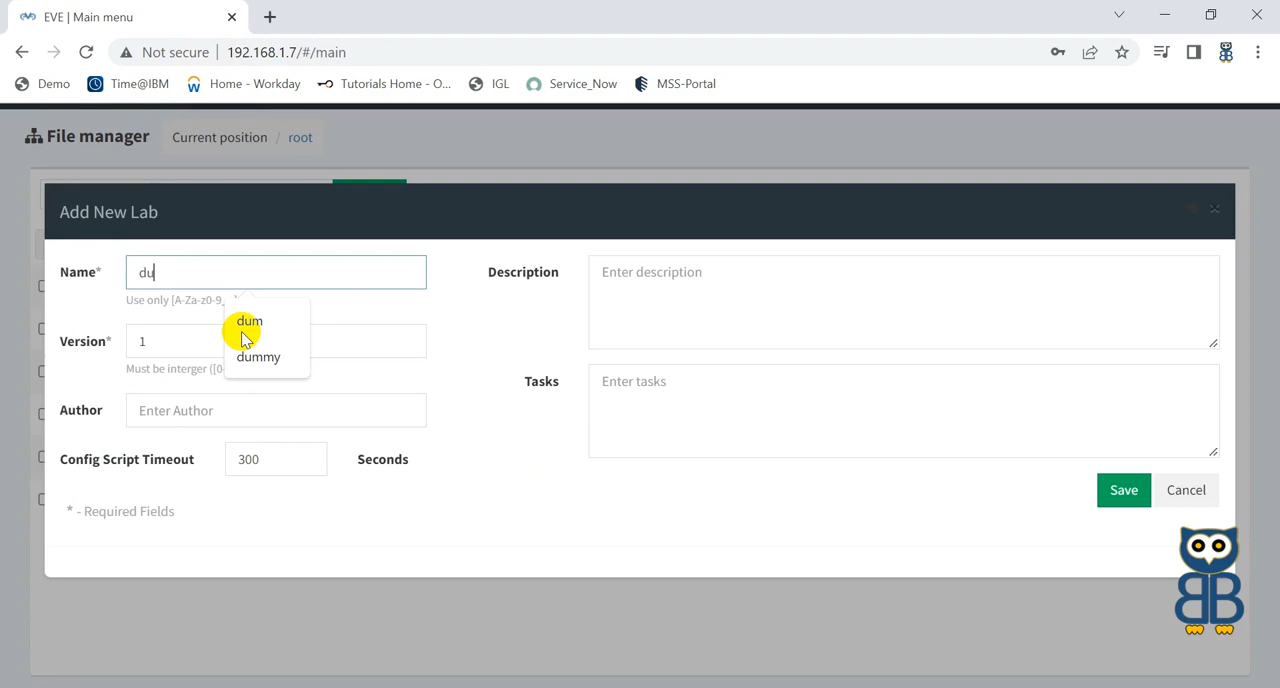 EVE | Main menu
Not secure
192.168.1.7/#/main
Demo
Time@IBM
Home - Workday
Tutorials Home - O...
IGL
Service_Now
MSS-Portal
File manager
Current position / root
Add New Lab
Name*
du
Use only [A-Za-z0-9_
dum
dummy
Version*
1
Must be interger ([0-
Author
Enter Author
Config Script Timeout
300
Seconds
* - Required Fields
Description
Enter description
Tasks
Enter tasks
Save
Cancel
BB